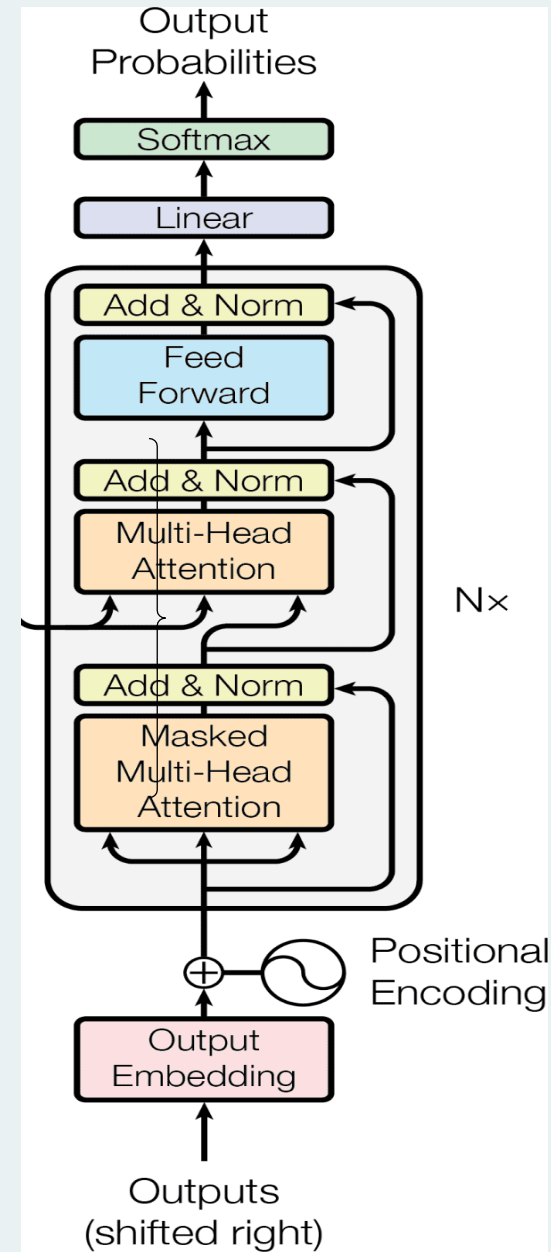 Output
Probabilities
Softmax
Linear
Add & Norm
Feed
Forward
Add & Norm
Multi-Head
Attention
N×
Add & Norm
Masked
Multi-Head
Attention
Positional
Encoding
Output
Embedding
Outputs
(shifted right)